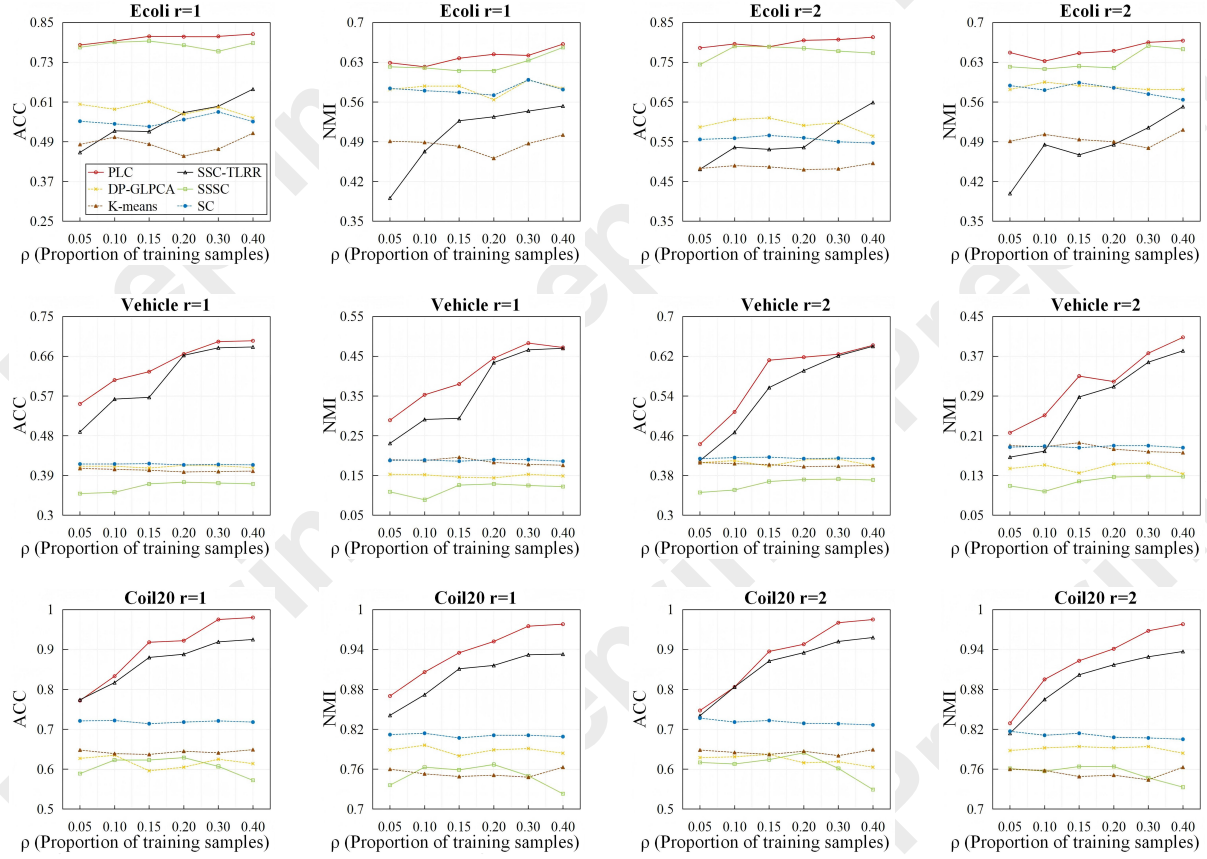 Ecoli r=1 Ecoli r=1 Ecoli r=2 Ecoli r=2
0.85 0.7 0.85 0.7
0.73 0.63 0.75 0.63
0.61 0.56 0.65 0.56
ACC NMI ACC NMI
0.49 0.49 0.55 0.49
PLC SSC-TLRR
DP-GLPCA SSSC
K-means SC
0.37 0.42 0.45 0.42
0.25 0.35 0.35 0.35
0.05 0.10 0.15 0.20 0.30 0.40 0.05 0.10 0.15 0.20 0.30 0.40 0.05 0.10 0.15 0.20 0.30 0.40 0.05 0.10 0.15 0.20 0.30 0.40
ρ (Proportion of training samples) ρ (Proportion of training samples) ρ (Proportion of training samples) ρ (Proportion of training samples)
Vehicle r=1 Vehicle r=1 Vehicle r=2 Vehicle r=2
0.75 0.55 0.7 0.45
0.66 0.45 0.62 0.37
0.57 0.35 0.54 0.29
ACC NMI ACC NMI
0.48 0.25 0.46 0.21
0.39 0.15 0.38 0.13
0.3 0.05 0.3 0.05
0.05 0.10 0.15 0.20 0.30 0.40 0.05 0.10 0.15 0.20 0.30 0.40 0.05 0.10 0.15 0.20 0.30 0.40 0.05 0.10 0.15 0.20 0.30 0.40
ρ (Proportion of training samples) ρ (Proportion of training samples) ρ (Proportion of training samples) ρ (Proportion of training samples)
Coil20 r=1 Coil20 r=1 Coil20 r=2 Coil20 r=2
1 1 1 1
0.9 0.94 0.9 0.94
0.8 0.88 0.8 0.88
ACC NMI ACC NMI
0.7 0.82 0.7 0.82
0.6 0.76 0.6 0.76
0.5 0.7 0.5 0.7
0.05 0.10 0.15 0.20 0.30 0.40 0.05 0.10 0.15 0.20 0.30 0.40 0.05 0.10 0.15 0.20 0.30 0.40 0.05 0.10 0.15 0.20 0.30 0.40
ρ (Proportion of training samples) ρ (Proportion of training samples) ρ (Proportion of training samples) ρ (Proportion of training samples)